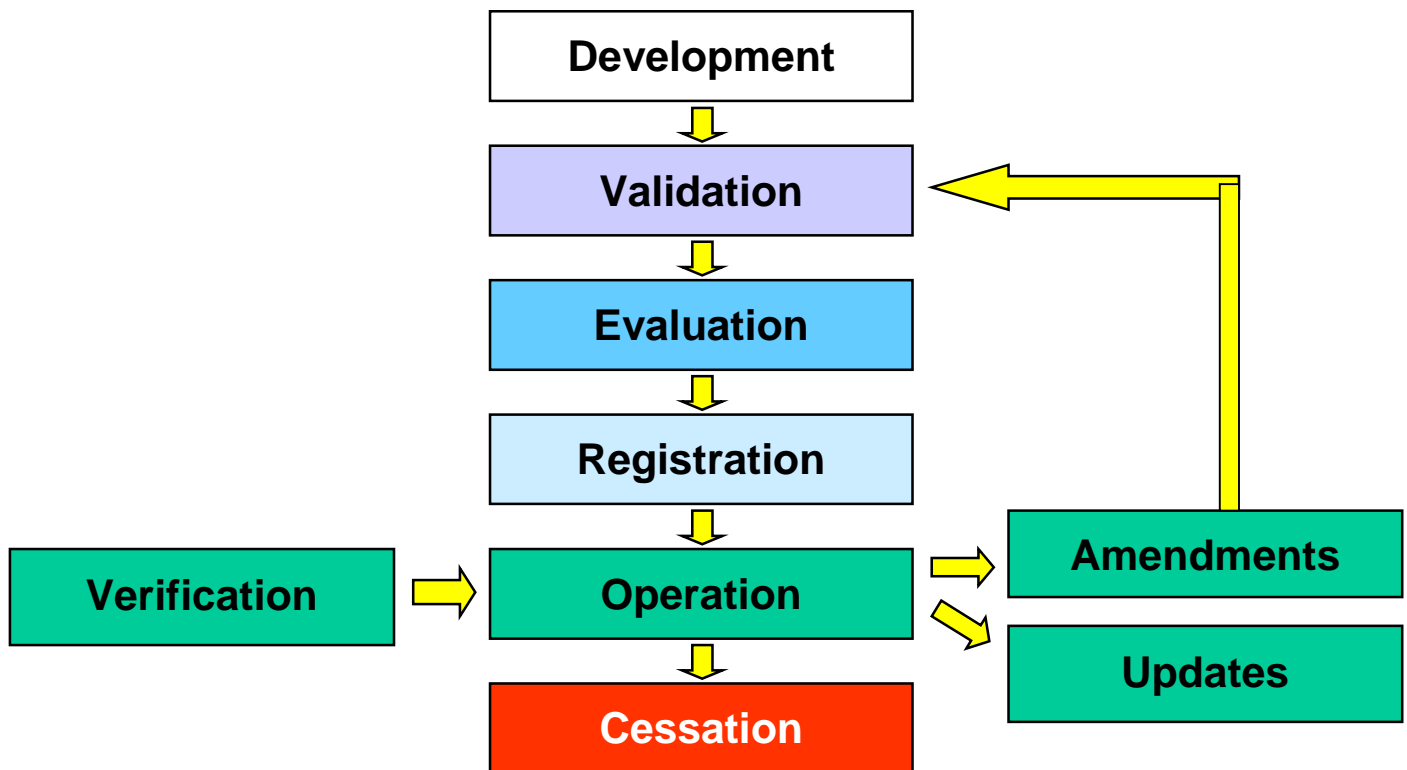 Development
Validation
Evaluation
Registration
Amendments
Verification
Operation
Updates
Cessation